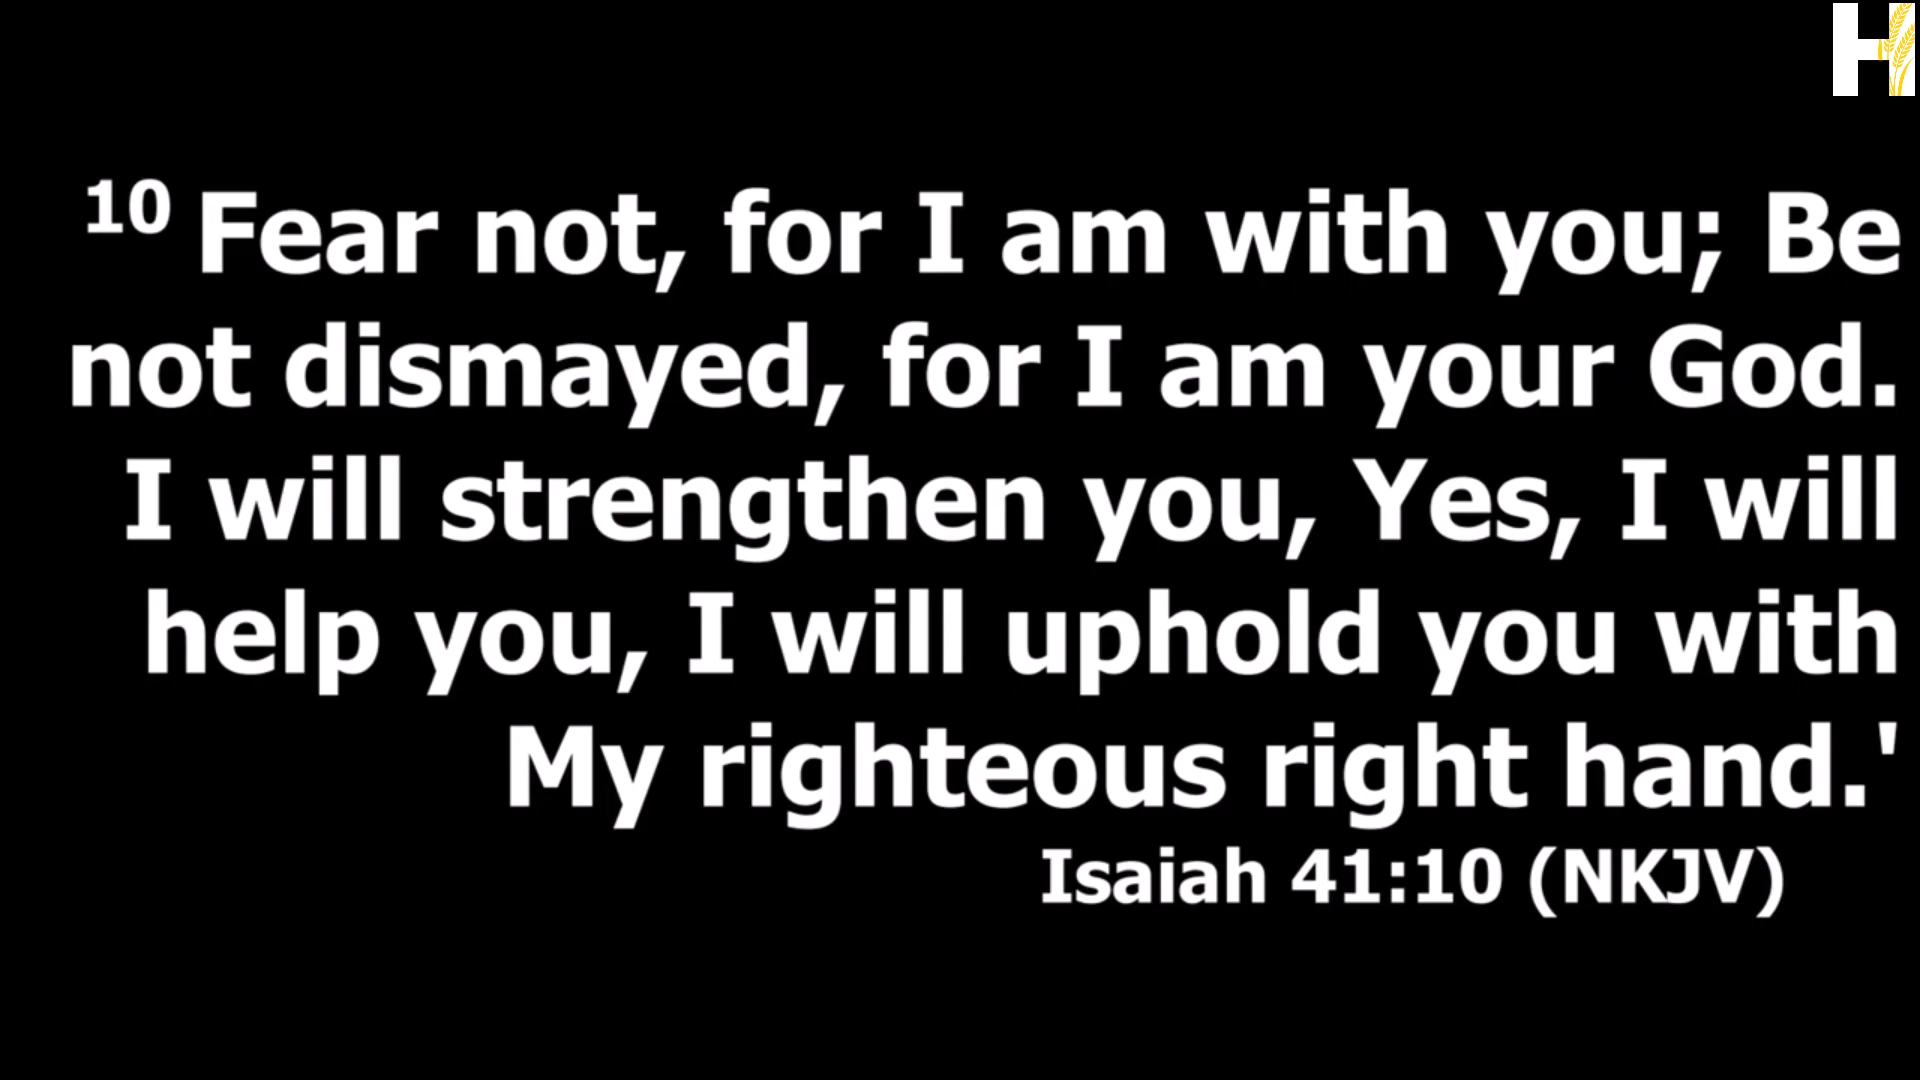 H
10 Fear not, for I am with you; Be
not dismayed, for I am your God.
I will strengthen you, Yes, I will
help you, I will uphold you with
My righteous right hand.'
Isaiah 41:10 (NKJV)